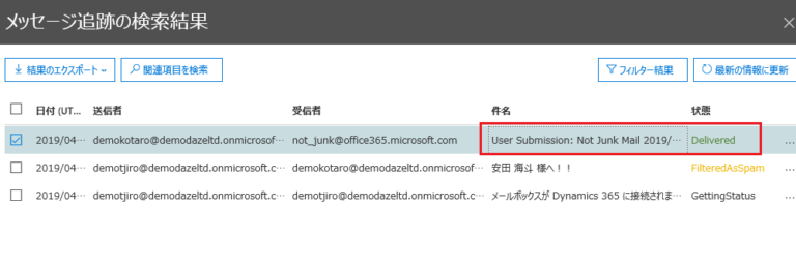 メッセージ追跡の検索結果
結果のエクスポート 関連項目を検索 フィルター結果 最新の情報に更新
日付 (UT... 送信者 受信者 件名 状態
2019/04… demokotaro@demodazeltd.onmicrosof… not_junk@office365.microsoft.com User Submission: Not Junk Mail 2019/… Delivered ...
2019/04… demotjiro@demodazeltd.onmicrosoft.c… demokotaro@demodazeltd.onmicrosof… 安田 海斗 様へ！！ FilteredAsSpam ...
2019/04… demotjiro@demodazeltd.onmicrosoft.c… demotjiro@demodazeltd.onmicrosoft.c… メールボックスが Dynamics 365 に接続されま… GettingStatus ...